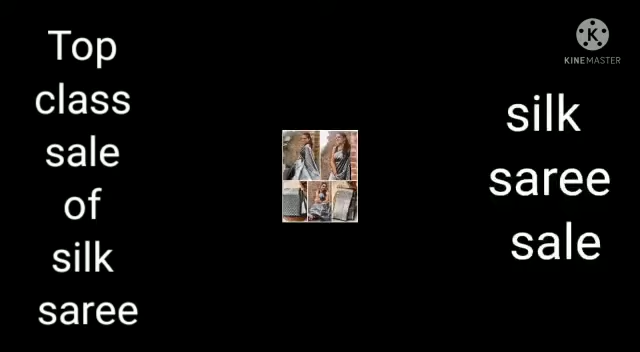 Top
class
sale
of
silk
saree
K
KINEMASTER
silk
saree
sale